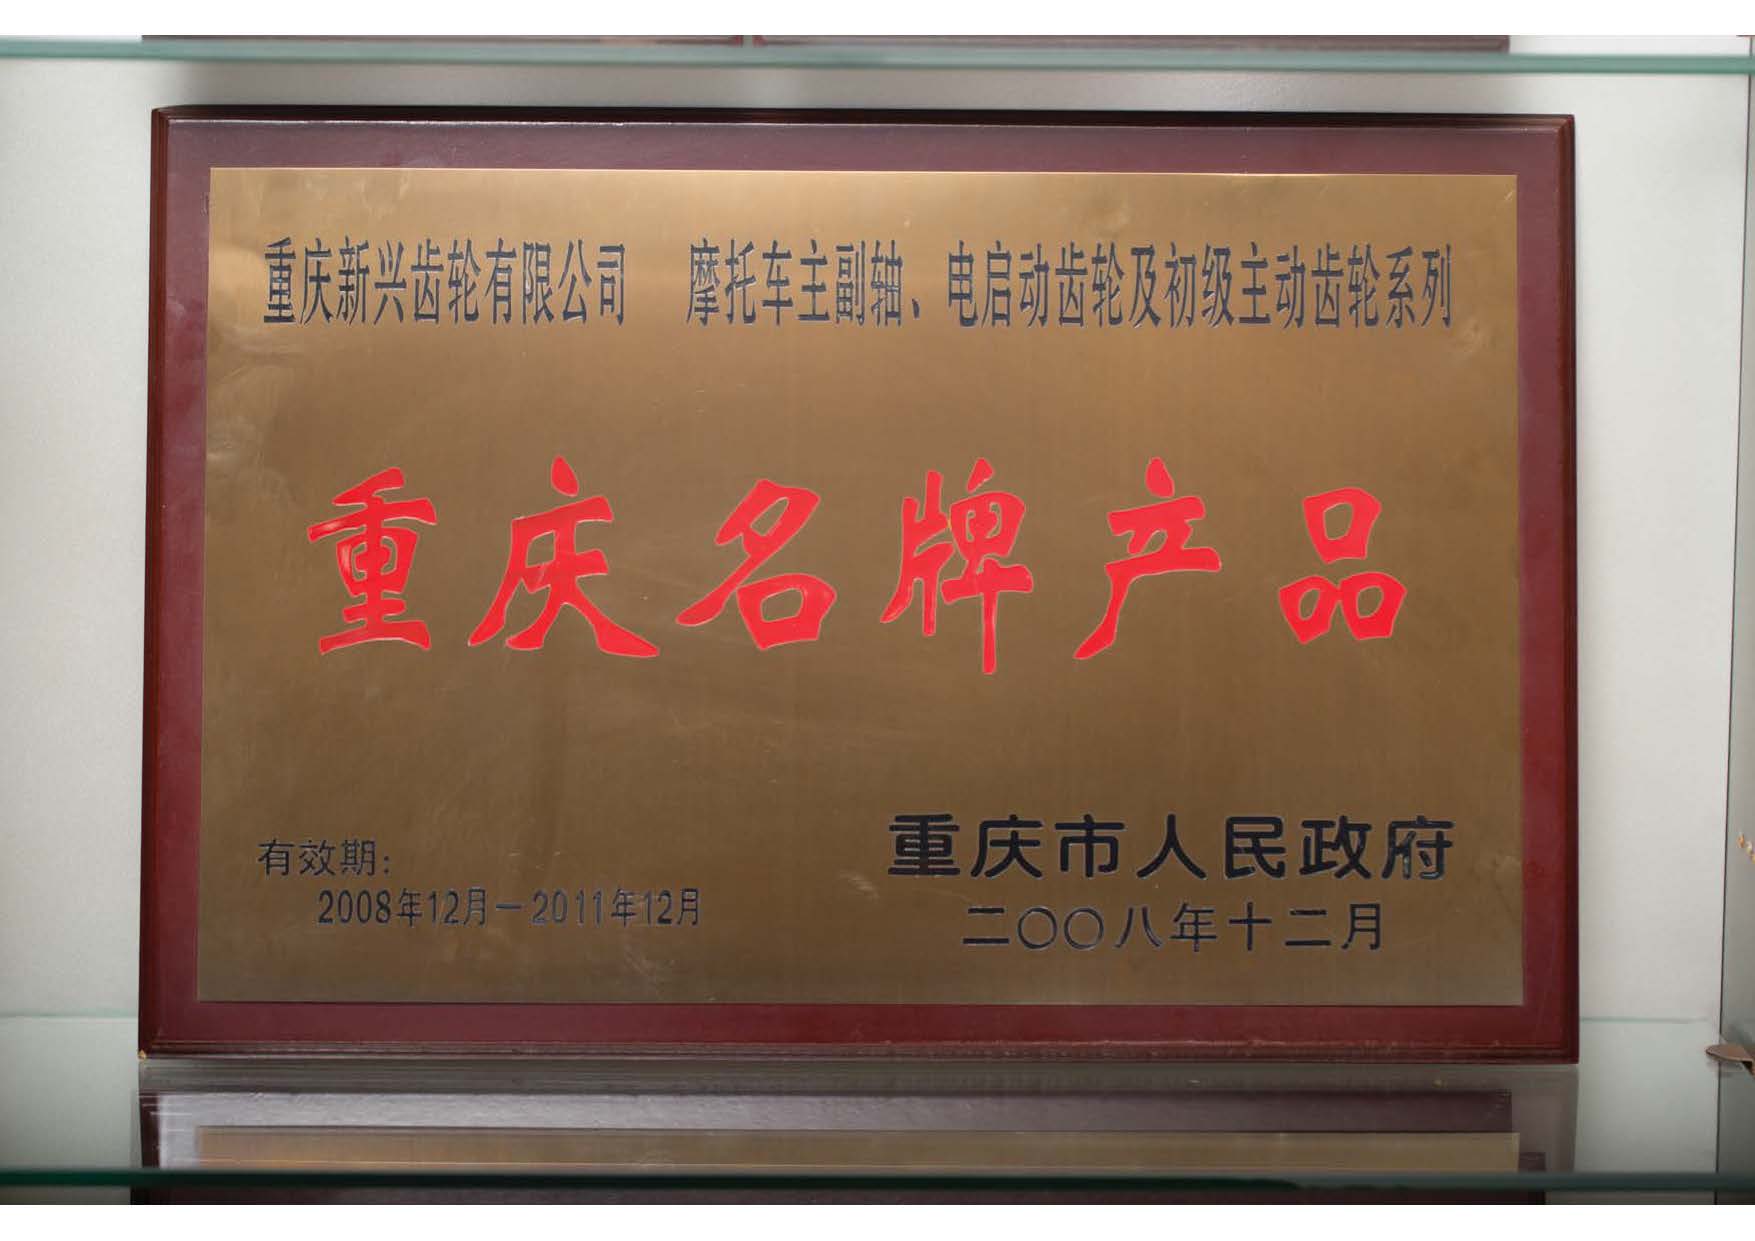 重庆新兴齿轮有限公司 摩托车主副轴、电启动齿轮及初级主动齿轮系列
重庆名牌产品
有效期:
2008年12月－2011年12月
重庆市人民政府
二〇〇八年十二月